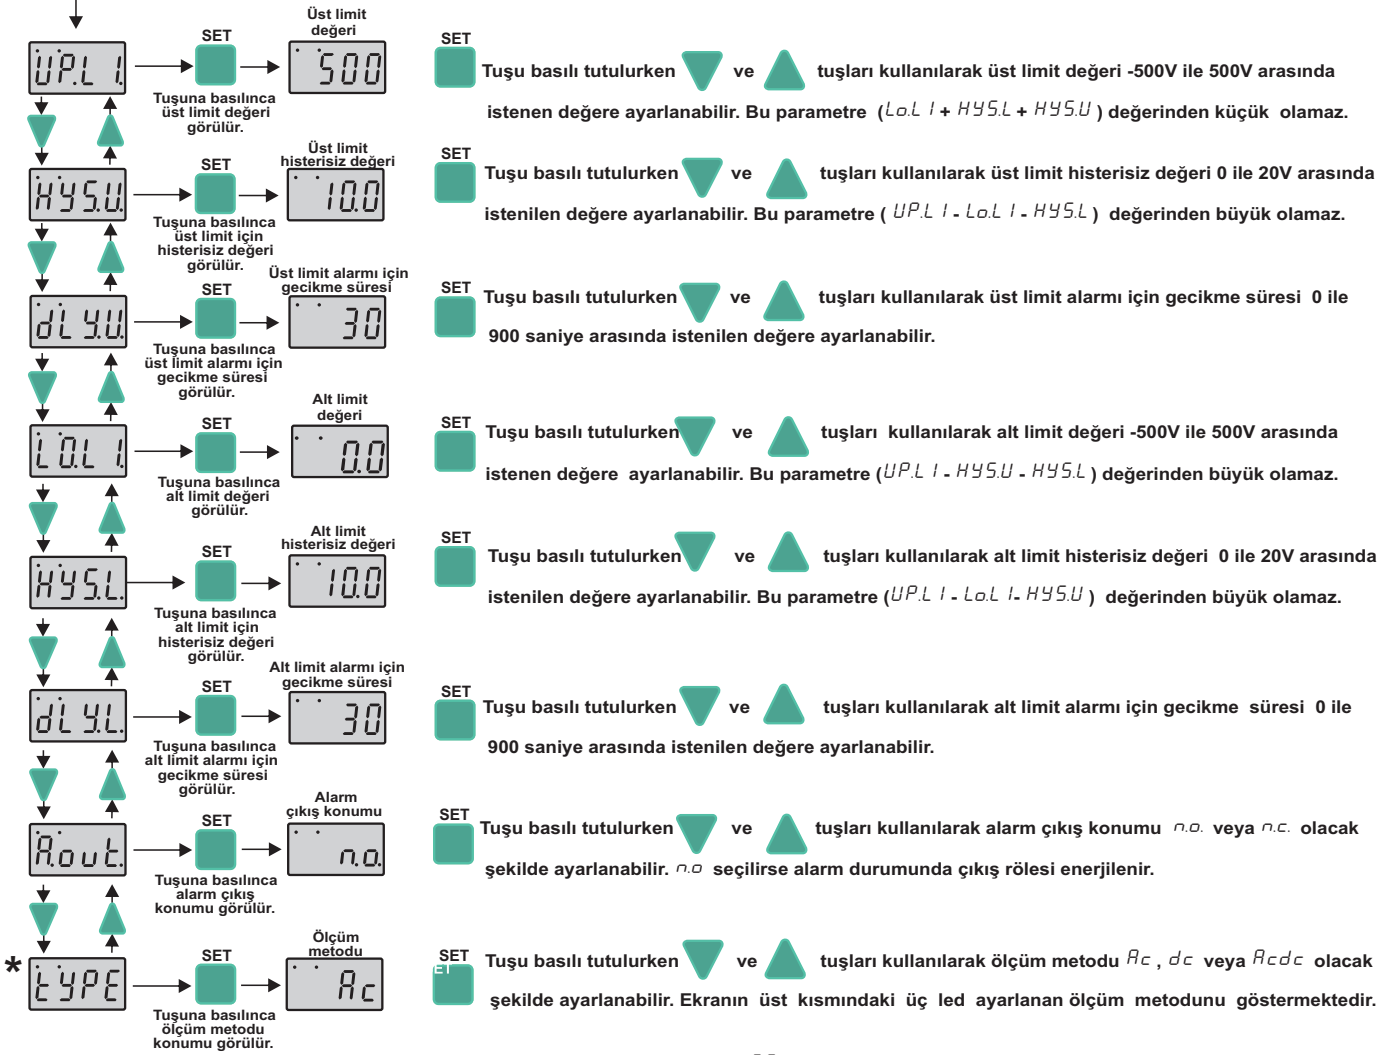 Üst limit
değeri
SET
UP.L I.
500
Tuşuna basılınca
üst limit değeri
görülür.
SET
Tuşu basılı tutulurken ve tuşları kullanılarak üst limit değeri -500V ile 500V arasında
istenen değere ayarlanabilir. Bu parametre (Lo.L I + HYS.L + HYS.U ) değerinden küçük olamaz.
Üst limit
histerisiz değeri
SET
HYS.U.
10.0
Tuşuna basılınca
üst limit için
histerisiz değeri
görülür.
SET
Tuşu basılı tutulurken ve tuşları kullanılarak üst limit histerisiz değeri 0 ile 20V arasında
istenilen değere ayarlanabilir. Bu parametre ( UP.L I - Lo.L I - HYS.L ) değerinden büyük olamaz.
Üst limit alarmı için
gecikme süresi
SET
dLY.U.
30
Tuşuna basılınca
üst limit alarmı için
gecikme süresi
görülür.
SET
Tuşu basılı tutulurken ve tuşları kullanılarak üst limit alarmı için gecikme süresi 0 ile
900 saniye arasında istenilen değere ayarlanabilir.
Alt limit
değeri
SET
LO.L I.
0.0
Tuşuna basılınca
alt limit değeri
görülür.
SET
Tuşu basılı tutulurken ve tuşları kullanılarak alt limit değeri -500V ile 500V arasında
istenen değere ayarlanabilir. Bu parametre (UP.L I - HYS.U - HYS.L ) değerinden büyük olamaz.
Alt limit
histerisiz değeri
SET
HYS.L.
10.0
Tuşuna basılınca
alt limit için
histerisiz değeri
görülür.
SET
Tuşu basılı tutulurken ve tuşları kullanılarak alt limit histerisiz değeri 0 ile 20V arasında
istenilen değere ayarlanabilir. Bu parametre (UP.L I - Lo.L I - HYS.U ) değerinden büyük olamaz.
Alt limit alarmı için
gecikme süresi
SET
dLY.L.
30
Tuşuna basılınca
alt limit alarmı için
gecikme süresi
görülür.
SET
Tuşu basılı tutulurken ve tuşları kullanılarak alt limit alarmı için gecikme süresi 0 ile
900 saniye arasında istenilen değere ayarlanabilir.
Alarm
çıkış konumu
SET
A.out.
n.o.
Tuşuna basılınca
alarm çıkış
konumu görülür.
SET
Tuşu basılı tutulurken ve tuşları kullanılarak alarm çıkış konumu n.o. veya n.c. olacak
şekilde ayarlanabilir. n.o seçilirse alarm durumunda çıkış rölesi enerjilenir.
Ölçüm
metodu
SET
* tYPE
Ac
Tuşuna basılınca
ölçüm metodu
konumu görülür.
SET
ET
Tuşu basılı tutulurken ve tuşları kullanılarak ölçüm metodu Ac , dc veya Acdc olacak
şekilde ayarlanabilir. Ekranın üst kısmındaki üç led ayarlanan ölçüm metodunu göstermektedir.